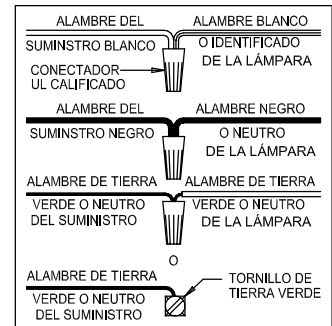 ALAMBRE DEL
SUMINSTRO BLANCO
ALAMBRE BLANCO
O IDENTIFICADO
DE LA LÁMPARA
CONECTADOR
UL CALIFICADO
ALAMBRE DEL
SUMINSTRO NEGRO
ALAMBRE NEGRO
O NEUTRO
DE LA LÁMPARA
ALAMBRE DE TIERRA
VERDE O NEUTRO
DEL SUMINISTRO
ALAMBRE DE TIERRA
VERDE O NEUTRO
DE LA LÁMPARA
O
ALAMBRE DE TIERRA
VERDE O NEUTRO
DEL SUMINISTRO
TORNILLO DE
TIERRA VERDE